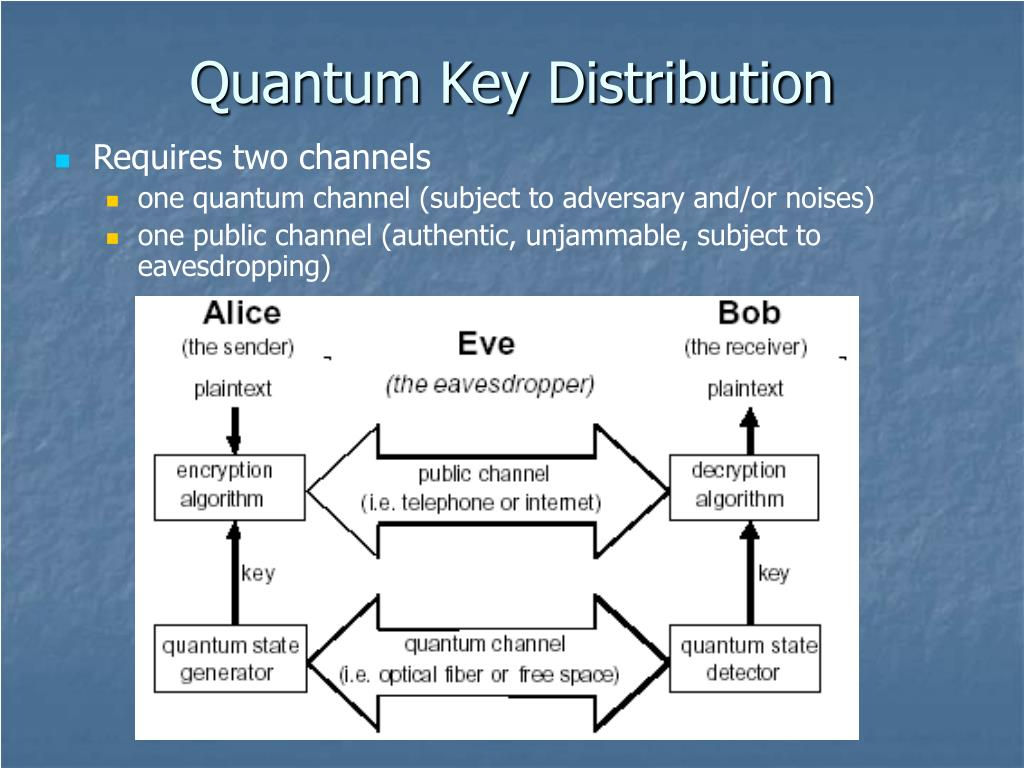 Quantum Key Distribution
Requires two channels
one quantum channel (subject to adversary and/or noises)
one public channel (authentic, unjammable, subject to
eavesdropping)
Alice
(the sender)
plaintext
encryption
algorithm
key
quantum state
generator
Eve
(the eavesdropper)
public channel
(i.e. telephone or internet)
quantum channel
(i.e. optical fiber or free space)
Bob
(the receiver)
plaintext
decryption
algorithm
key
quantum state
detector